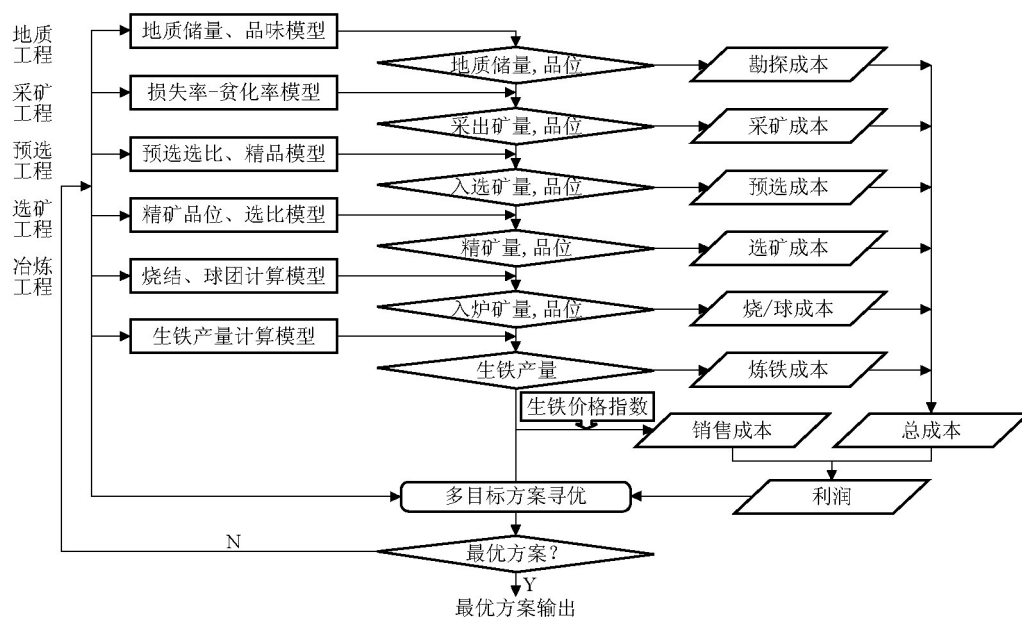 地质
工程
地质储量、品味模型
地质储量,品位
勘探成本
采矿
工程
损失率-贫化率模型
采出矿量,品位
采矿成本
预选
工程
预选选比、精品模型
入选矿量,品位
预选成本
选矿
工程
精矿品位、选比模型
精矿量,品位
选矿成本
冶炼
工程
烧结、球团计算模型
入炉矿量,品位
烧/球成本
生铁产量计算模型
生铁产量
炼铁成本
生铁价格指数
销售成本
总成本
多目标方案寻优
利润
N
最优方案?
Y
最优方案输出